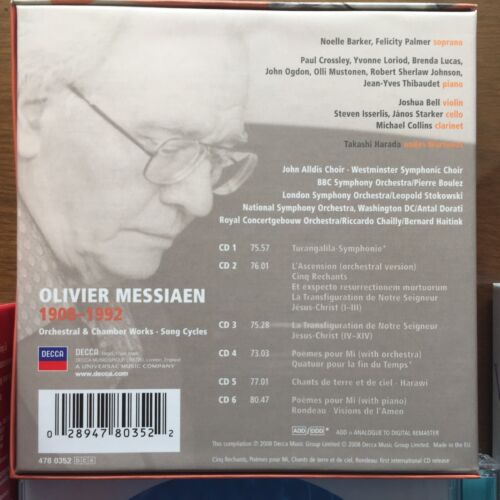 Noelle Barker, Felicity Palmer soprano
Paul Crossley, Yvonne Loriod, Brenda Lucas,
John Ogdon, Olli Mustonen, Robert Sherlaw Johnson,
Jean-Yves Thibaudet piano
Joshua Bell violin
Steven Isserlis, János Starker cello
Michael Collins clarinet
Takashi Harada ondes Martenot
John Alldis Choir · Westminster Symphonic Choir
BBC Symphony Orchestra/Pierre Boulez
London Symphony Orchestra/Leopold Stokowski
National Symphony Orchestra, Washington DC/Antal Dorati
Royal Concertgebouw Orchestra/Riccardo Chailly/Bernard Haitink
CD 1 75.57 Turangalîla-Symphonie*
CD 2 76.01 L'Ascension (orchestral version)
Cinq Rechants
Et exspecto resurrectionem mortuorum
La Transfiguration de Notre Seigneur
Jésus-Christ (I–III)
OLIVIER MESSIAEN
1908–1992
Orchestral & Chamber Works · Song Cycles
CD 3 75.28 La Transfiguration de Notre Seigneur
Jésus-Christ (IV–XIV)
CD 4 73.03 Poèmes pour Mi (with orchestra)
Quatuor pour la fin du Temps*
CD 5 77.01 Chants de terre et de ciel · Harawi
CD 6 80.47 Poèmes pour Mi (with piano)
Rondeau · Visions de l'Amen
DECCA
DECCA
A UNIVERSAL MUSIC COMPANY
www.decca.com
0 28947 80352 2
478 0352
ADD *DDD ADD = ANALOGUE TO DIGITAL REMASTER
This compilation ℗ 2008 Decca Music Group Limited © 2008 Decca Music Group Limited. Made in the EU
Cinq Rechants, Poèmes pour Mi, Chants de terre et de ciel, Rondeau: first international CD release